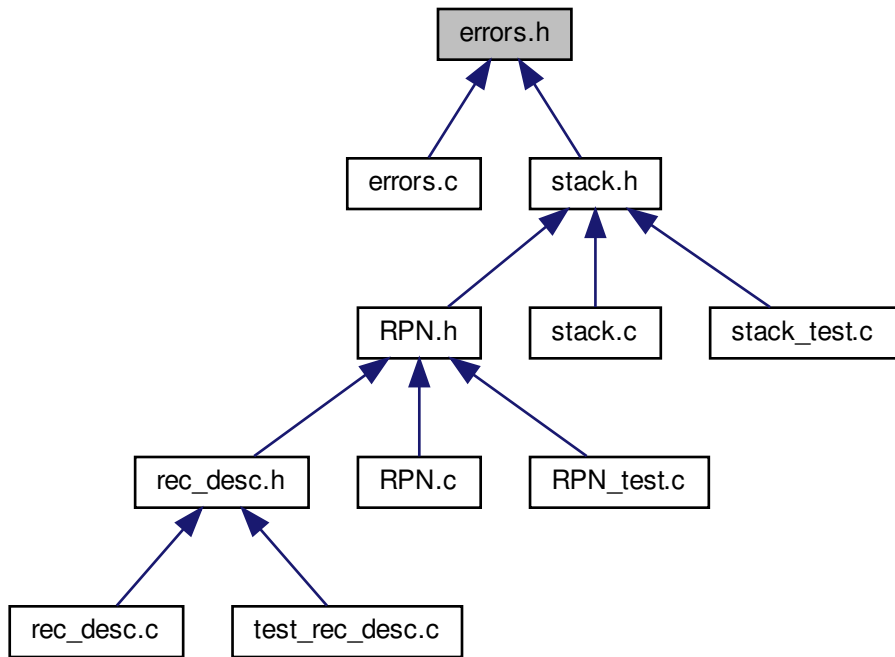 errors.h
errors.c
stack.h
RPN.h
stack.c
stack_test.c
rec_desc.h
RPN.c
RPN_test.c
rec_desc.c
test_rec_desc.c